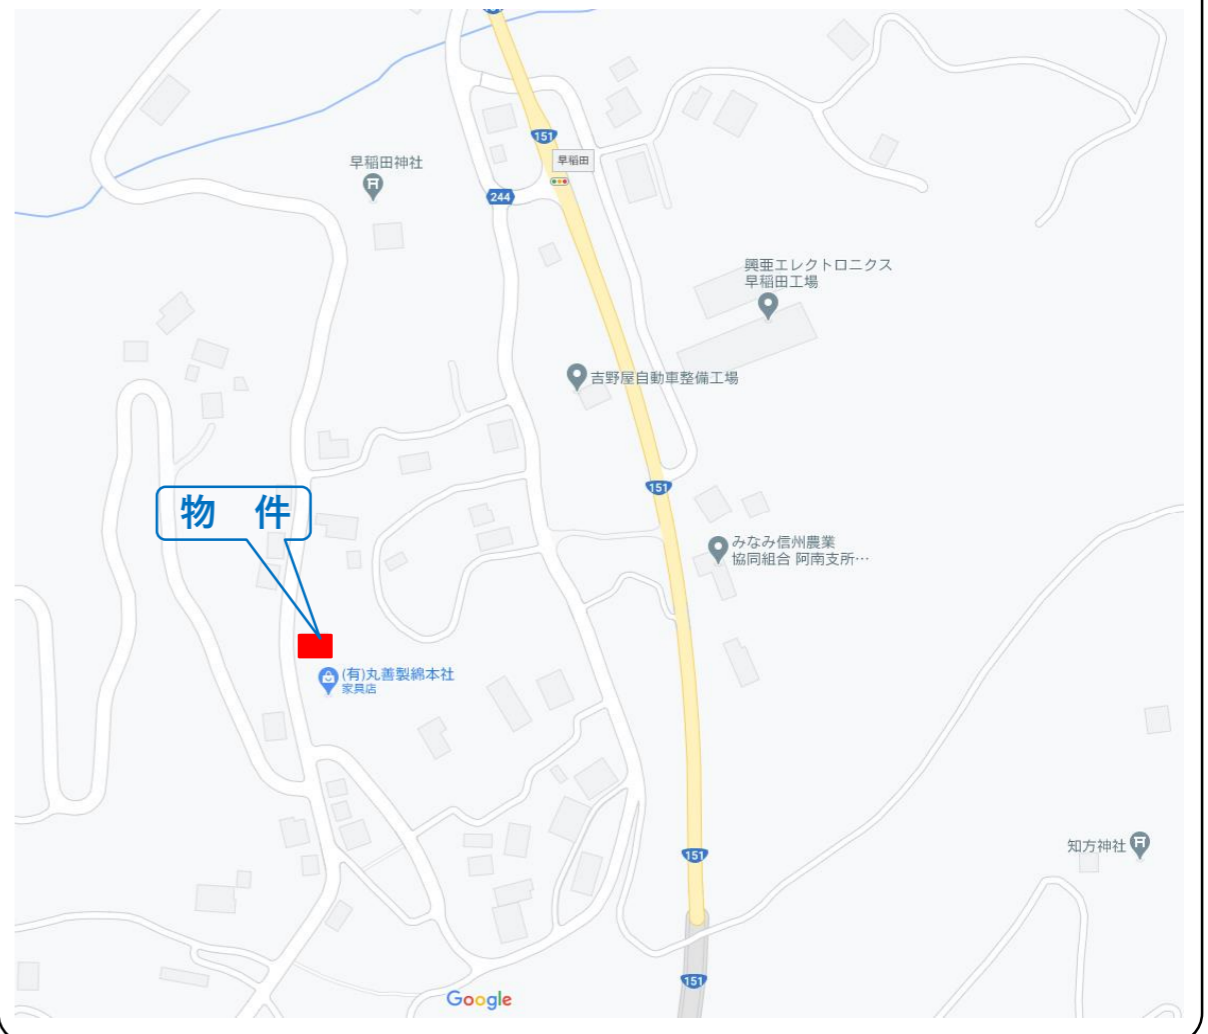 151
早稲田
早稲田神社
244
興亜エレクトロニクス
早稲田工場
吉野屋自動車整備工場
151
物 件
みなみ信州農業
協同組合 阿南支所…
(有)丸善製綿本社
家具店
151
知方神社
151
Google